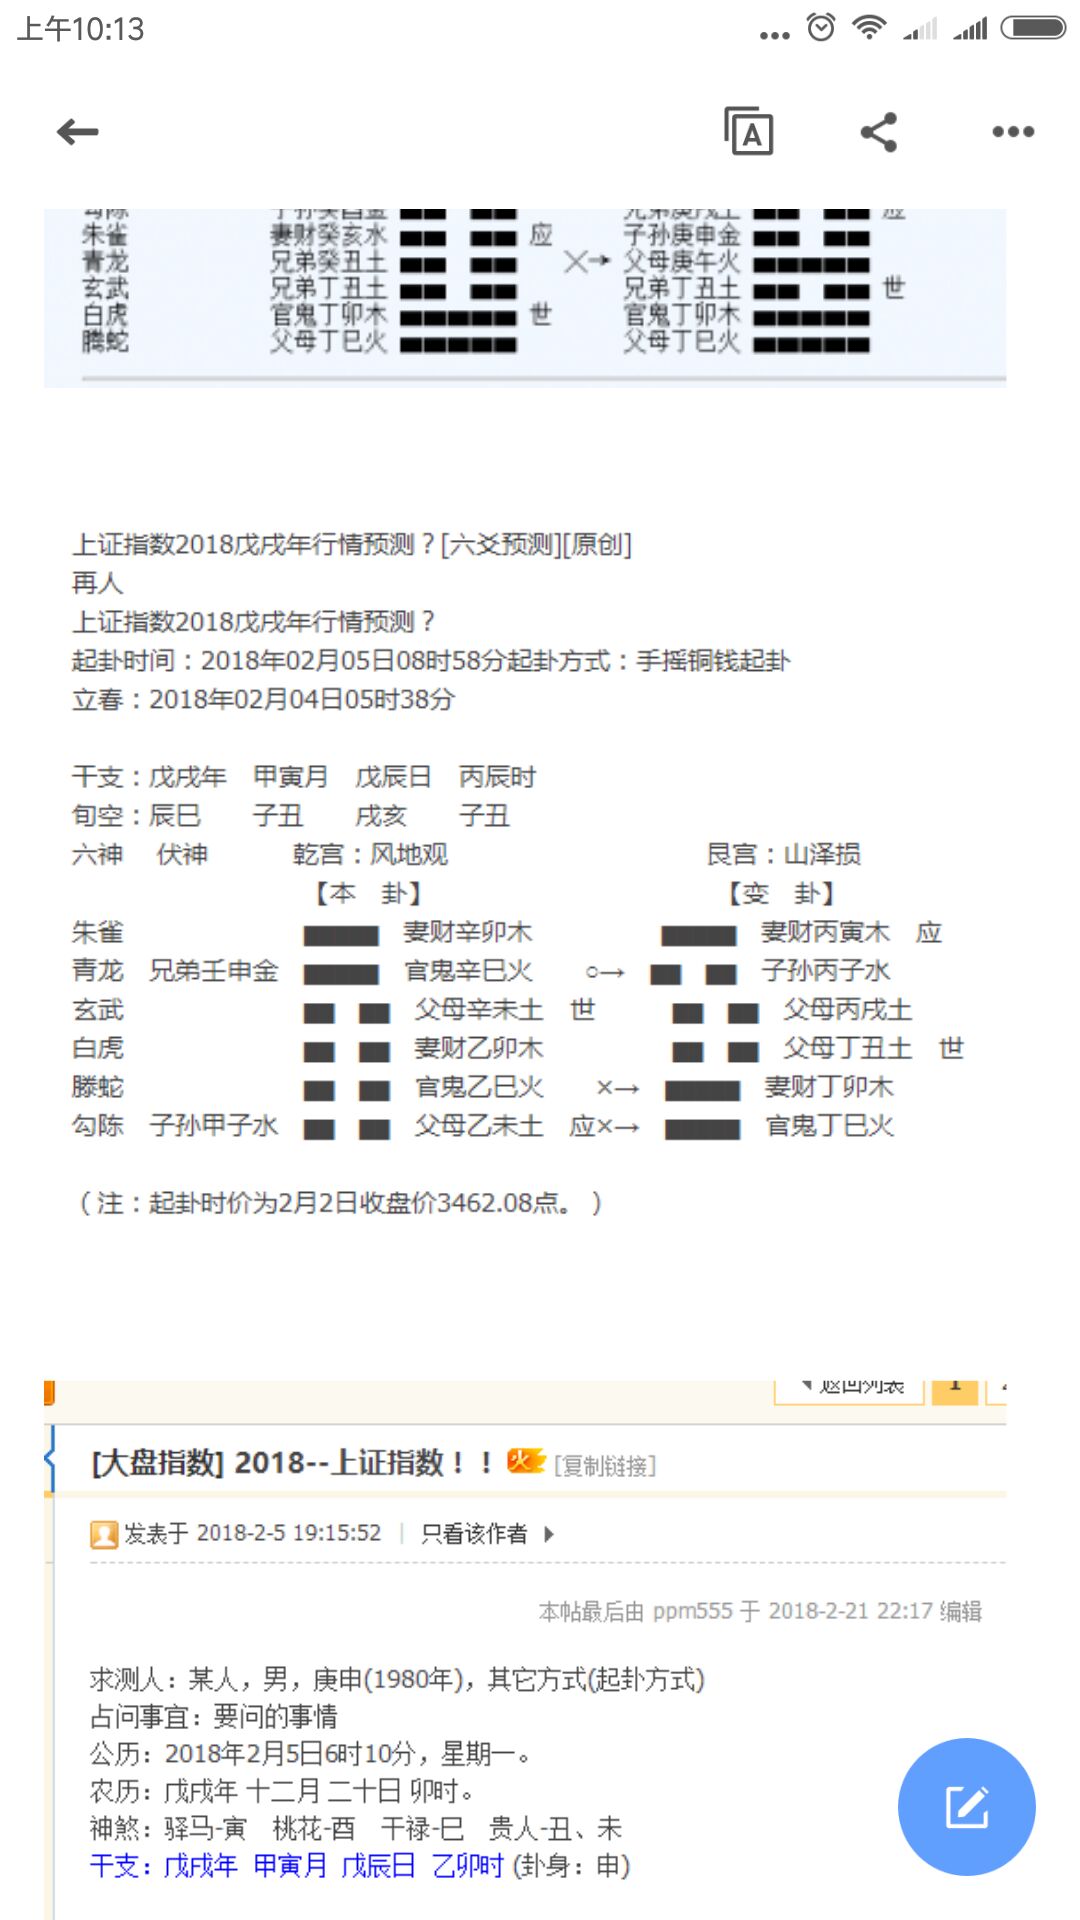 上午10:13
勾陈 子孙癸酉金 兄弟庚戌土 应
朱雀 妻财癸亥水 应 子孙庚申金
青龙 兄弟癸丑土 ×→ 父母庚午火
玄武 兄弟丁丑土 兄弟丁丑土 世
白虎 官鬼丁卯木 世 官鬼丁卯木
腾蛇 父母丁巳火 父母丁巳火
上证指数2018戊戌年行情预测？[六爻预测][原创]
再人
上证指数2018戊戌年行情预测？
起卦时间：2018年02月05日08时58分起卦方式：手摇铜钱起卦
立春：2018年02月04日05时38分
干支：戊戌年 甲寅月 戊辰日 丙辰时
旬空：辰巳 子丑 戌亥 子丑
六神 伏神 乾宫：风地观 艮宫：山泽损
【本 卦】 【变 卦】
朱雀 妻财辛卯木 妻财丙寅木 应
青龙 兄弟壬申金 官鬼辛巳火 ○→ 子孙丙子水
玄武 父母辛未土 世 父母丙戌土
白虎 妻财乙卯木 父母丁丑土 世
滕蛇 官鬼乙巳火 ×→ 妻财丁卯木
勾陈 子孙甲子水 父母乙未土 应×→ 官鬼丁巳火
（注：起卦时价为2月2日收盘价3462.08点。）
返回列表 1
[大盘指数] 2018--上证指数！！ 火 [复制链接]
发表于 2018-2-5 19:15:52 | 只看该作者
本帖最后由 ppm555 于 2018-2-21 22:17 编辑
求测人：某人，男，庚申(1980年)，其它方式(起卦方式)
占问事宜：要问的事情
公历：2018年2月5日6时10分，星期一。
农历：戊戌年 十二月 二十日 卯时。
神煞：驿马-寅 桃花-酉 干禄-巳 贵人-丑、未
干支：戊戌年 甲寅月 戊辰日 乙卯时 (卦身：申)